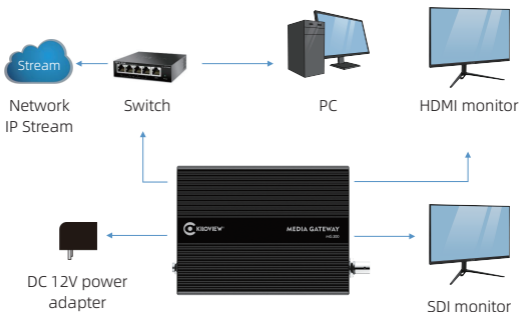 Stream
Network
IP Stream
Switch
PC
HDMI monitor
KILOVIEW
MEDIA GATEWAY
DC 12V power
adapter
SDI monitor